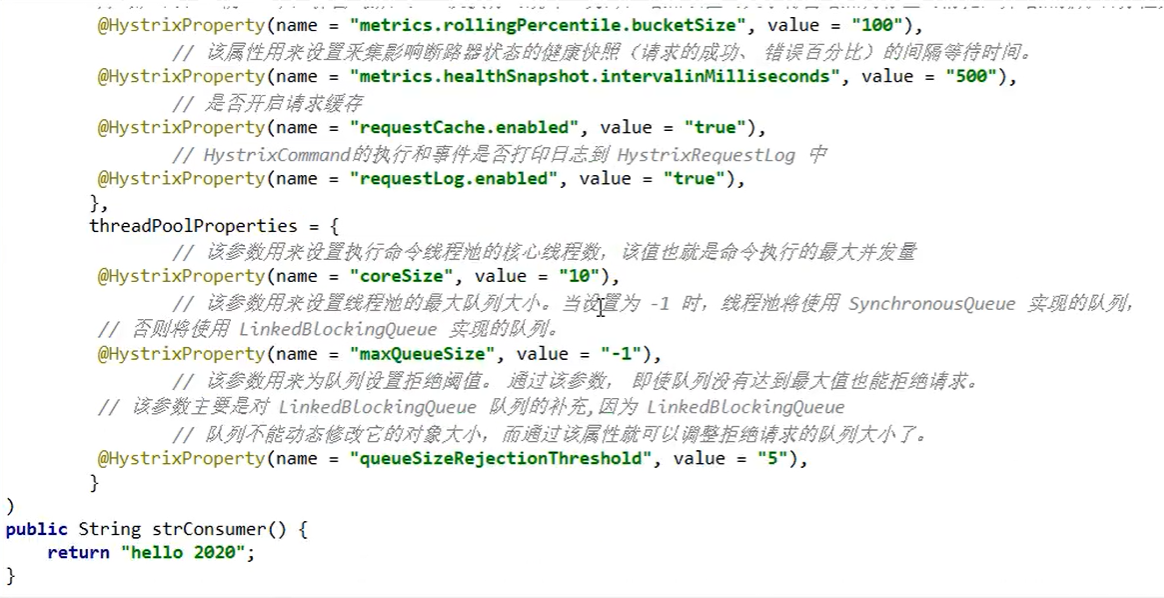 @HystrixProperty(name = "metrics.rollingPercentile.bucketSize", value = "100"),
// 该属性用来设置采集影响断路器状态的健康快照（请求的成功、 错误百分比）的间隔等待时间。
@HystrixProperty(name = "metrics.healthSnapshot.intervalinMilliseconds", value = "500"),
// 是否开启请求缓存
@HystrixProperty(name = "requestCache.enabled", value = "true"),
// HystrixCommand的执行和事件是否打印日志到 HystrixRequestLog 中
@HystrixProperty(name = "requestLog.enabled", value = "true"),
},
threadPoolProperties = {
// 该参数用来设置执行命令线程池的核心线程数，该值也就是命令执行的最大并发量
@HystrixProperty(name = "coreSize", value = "10"),
// 该参数用来设置线程池的最大队列大小。当设置为 -1 时，线程池将使用 SynchronousQueue 实现的队列，
// 否则将使用 LinkedBlockingQueue 实现的队列。
@HystrixProperty(name = "maxQueueSize", value = "-1"),
// 该参数用来为队列设置拒绝阈值。 通过该参数， 即使队列没有达到最大值也能拒绝请求。
// 该参数主要是对 LinkedBlockingQueue 队列的补充,因为 LinkedBlockingQueue
// 队列不能动态修改它的对象大小，而通过该属性就可以调整拒绝请求的队列大小了。
@HystrixProperty(name = "queueSizeRejectionThreshold", value = "5"),
}
)
public String strConsumer() {
return "hello 2020";
}